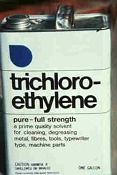 trichloro-
ethylene
pure-full strength
a prime quality solvent
for cleaning, degreasing
metal, fibres, tools, typewriter
type, machine parts
CAUTION
ONE GALLON